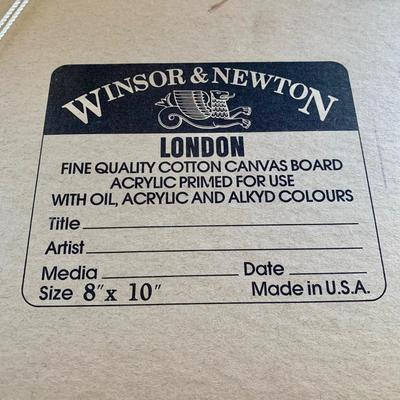 WINSOR & NEWTON
LONDON
FINE QUALITY COTTON CANVAS BOARD
ACRYLIC PRIMED FOR USE
WITH OIL, ACRYLIC AND ALKYD COLOURS
Title
Artist
Media Date
Size 8" x 10" Made in U.S.A.